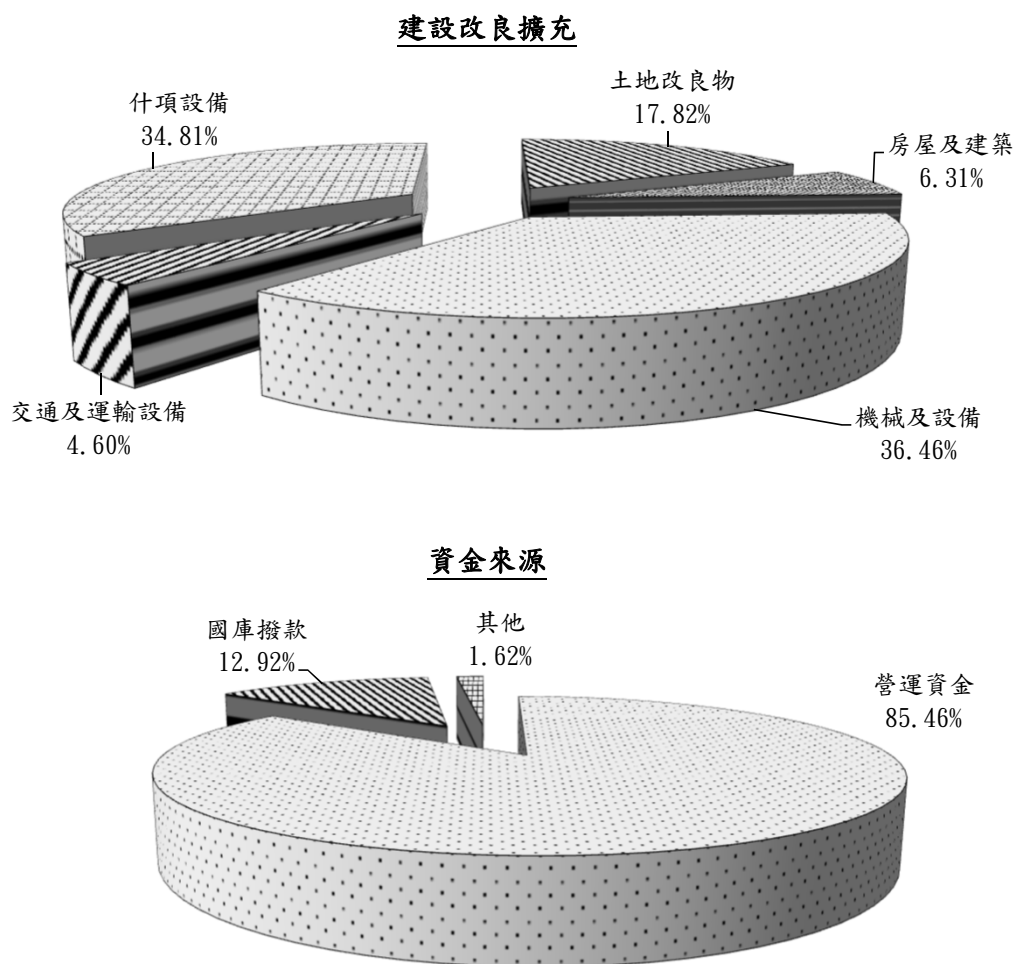 建設改良擴充
土地改良物
17.82%
什項設備
34.81%
房屋及建築
6.31%
交通及運輸設備
4.60%
機械及設備
36.46%
資金來源
國庫撥款
12.92%
其他
1.62%
營運資金
85.46%